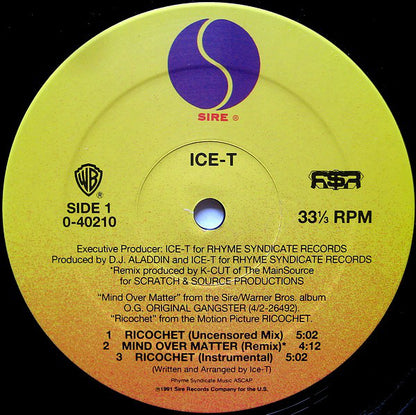 SIRE ®
ICE-T
WB
SIDE 1
0-40210
33⅓ RPM
Executive Producer: ICE-T for RHYME SYNDICATE RECORDS
Produced by D.J. ALADDIN and ICE-T for RHYME SYNDICATE RECORDS
*Remix produced by K-CUT of The MainSource
for SCRATCH & SOURCE PRODUCTIONS
"Mind Over Matter" from the Sire/Warner Bros. album
O.G. ORIGINAL GANGSTER (4/2-26492).
"Ricochet" from the Motion Picture RICOCHET.
1 RICOCHET (Uncensored Mix) 5:02
2 MIND OVER MATTER (Remix)* 4:12
3 RICOCHET (Instrumental) 5:02
(Written and Arranged by Ice-T)
Rhyme Syndicate Music ASCAP
℗1991 Sire Records Company for the U.S.